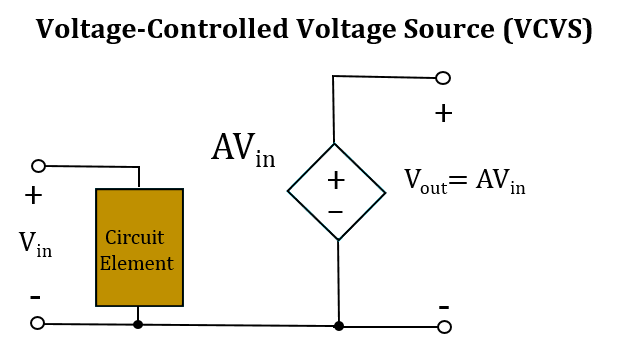 Voltage-Controlled Voltage Source (VCVS)
+
AVin
+
+
Vout= AVin
−
Vin
Circuit
Element
-
-